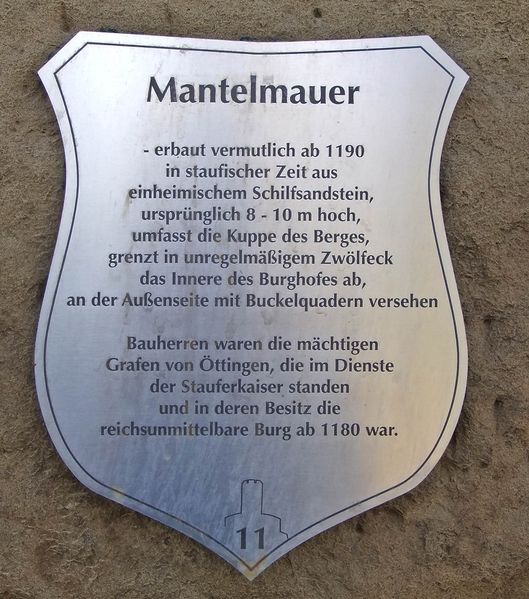 Mantelmauer
- erbaut vermutlich ab 1190
in staufischer Zeit aus
einheimischem Schilfsandstein,
ursprünglich 8 - 10 m hoch,
umfasst die Kuppe des Berges,
grenzt in unregelmäßigem Zwölfeck
das Innere des Burghofes ab,
an der Außenseite mit Buckelquadern versehen
Bauherren waren die mächtigen
Grafen von Öttingen, die im Dienste
der Stauferkaiser standen
und in deren Besitz die
reichsunmittelbare Burg ab 1180 war.
11